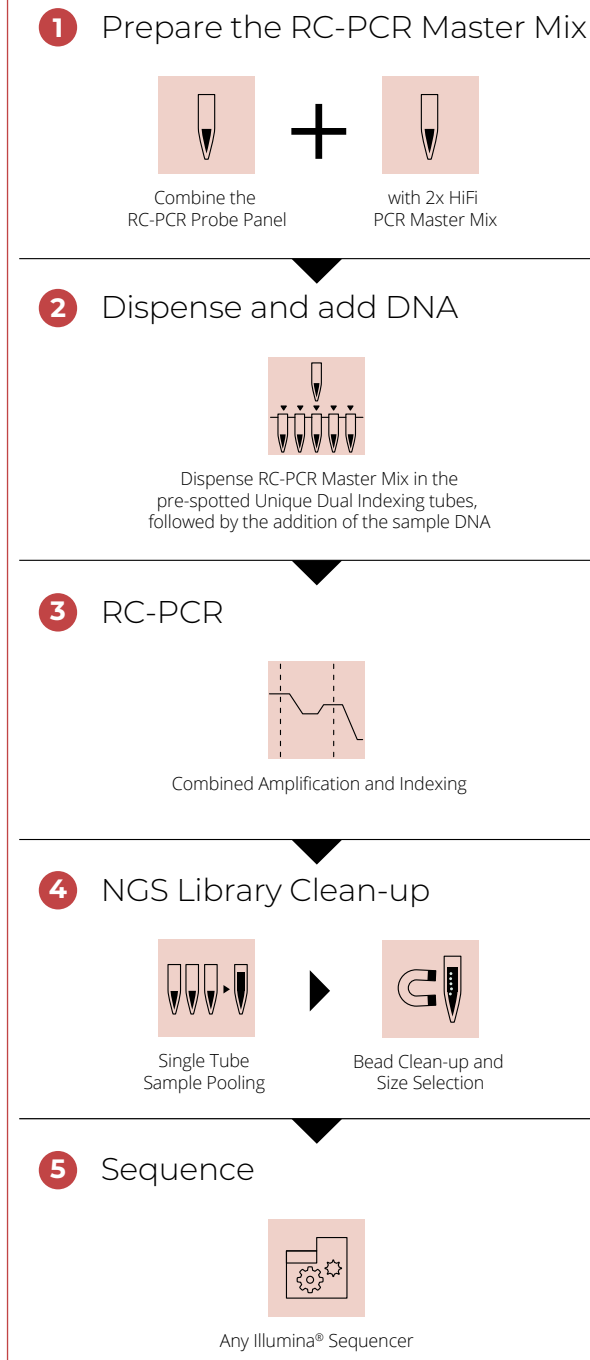 1 Prepare the RC-PCR Master Mix
Combine the
RC-PCR Probe Panel
with 2x HiFi
PCR Master Mix
2 Dispense and add DNA
Dispense RC-PCR Master Mix in the
pre-spotted Unique Dual Indexing tubes,
followed by the addition of the sample DNA
3 RC-PCR
Combined Amplification and Indexing
4 NGS Library Clean-up
Single Tube
Sample Pooling
Bead Clean-up and
Size Selection
5 Sequence
Any Illumina® Sequencer